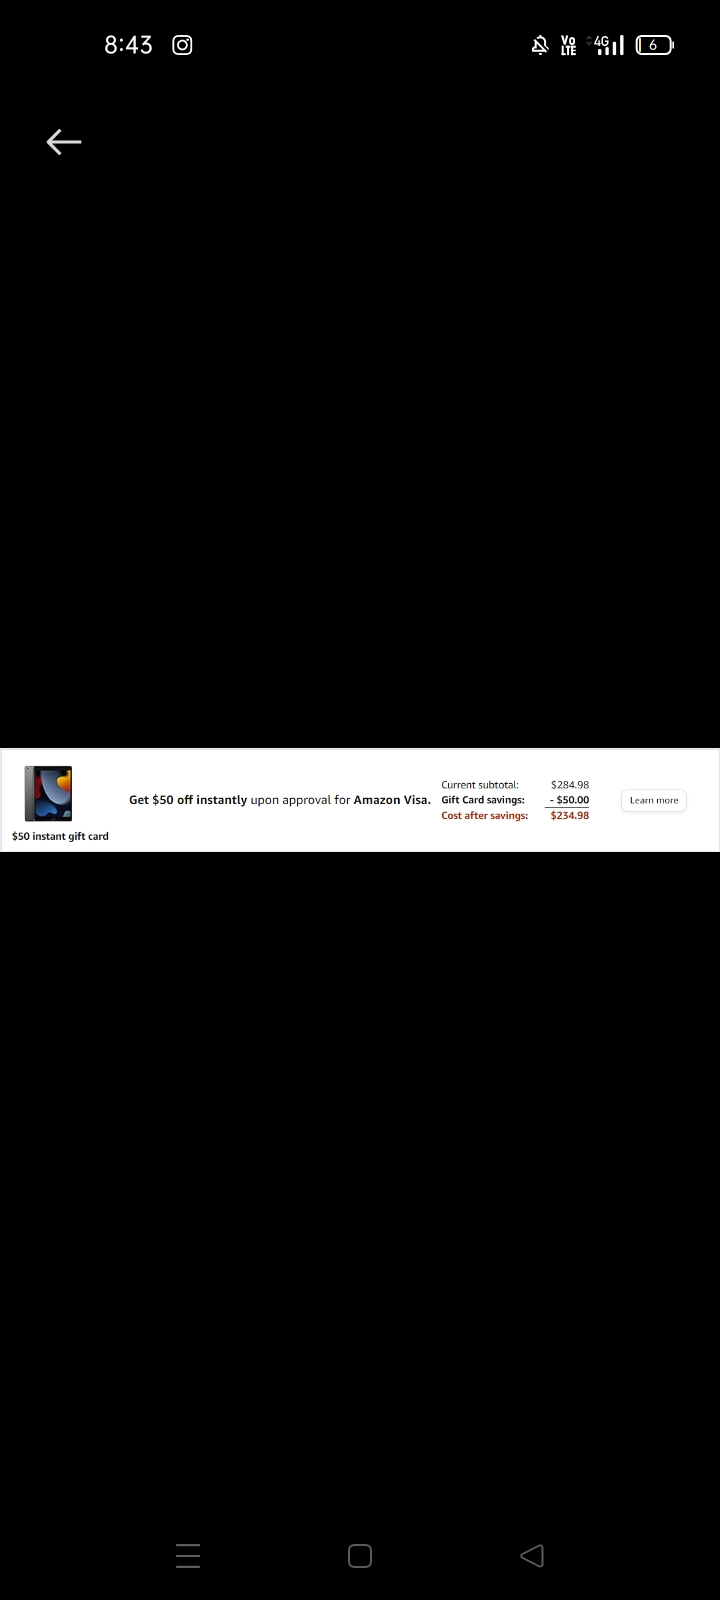 8:43
Vo
LTE
4G
6
Get $50 off instantly upon approval for Amazon Visa.
$50 instant gift card
Current subtotal: $284.98
Gift Card savings: - $50.00
Cost after savings: $234.98
Learn more